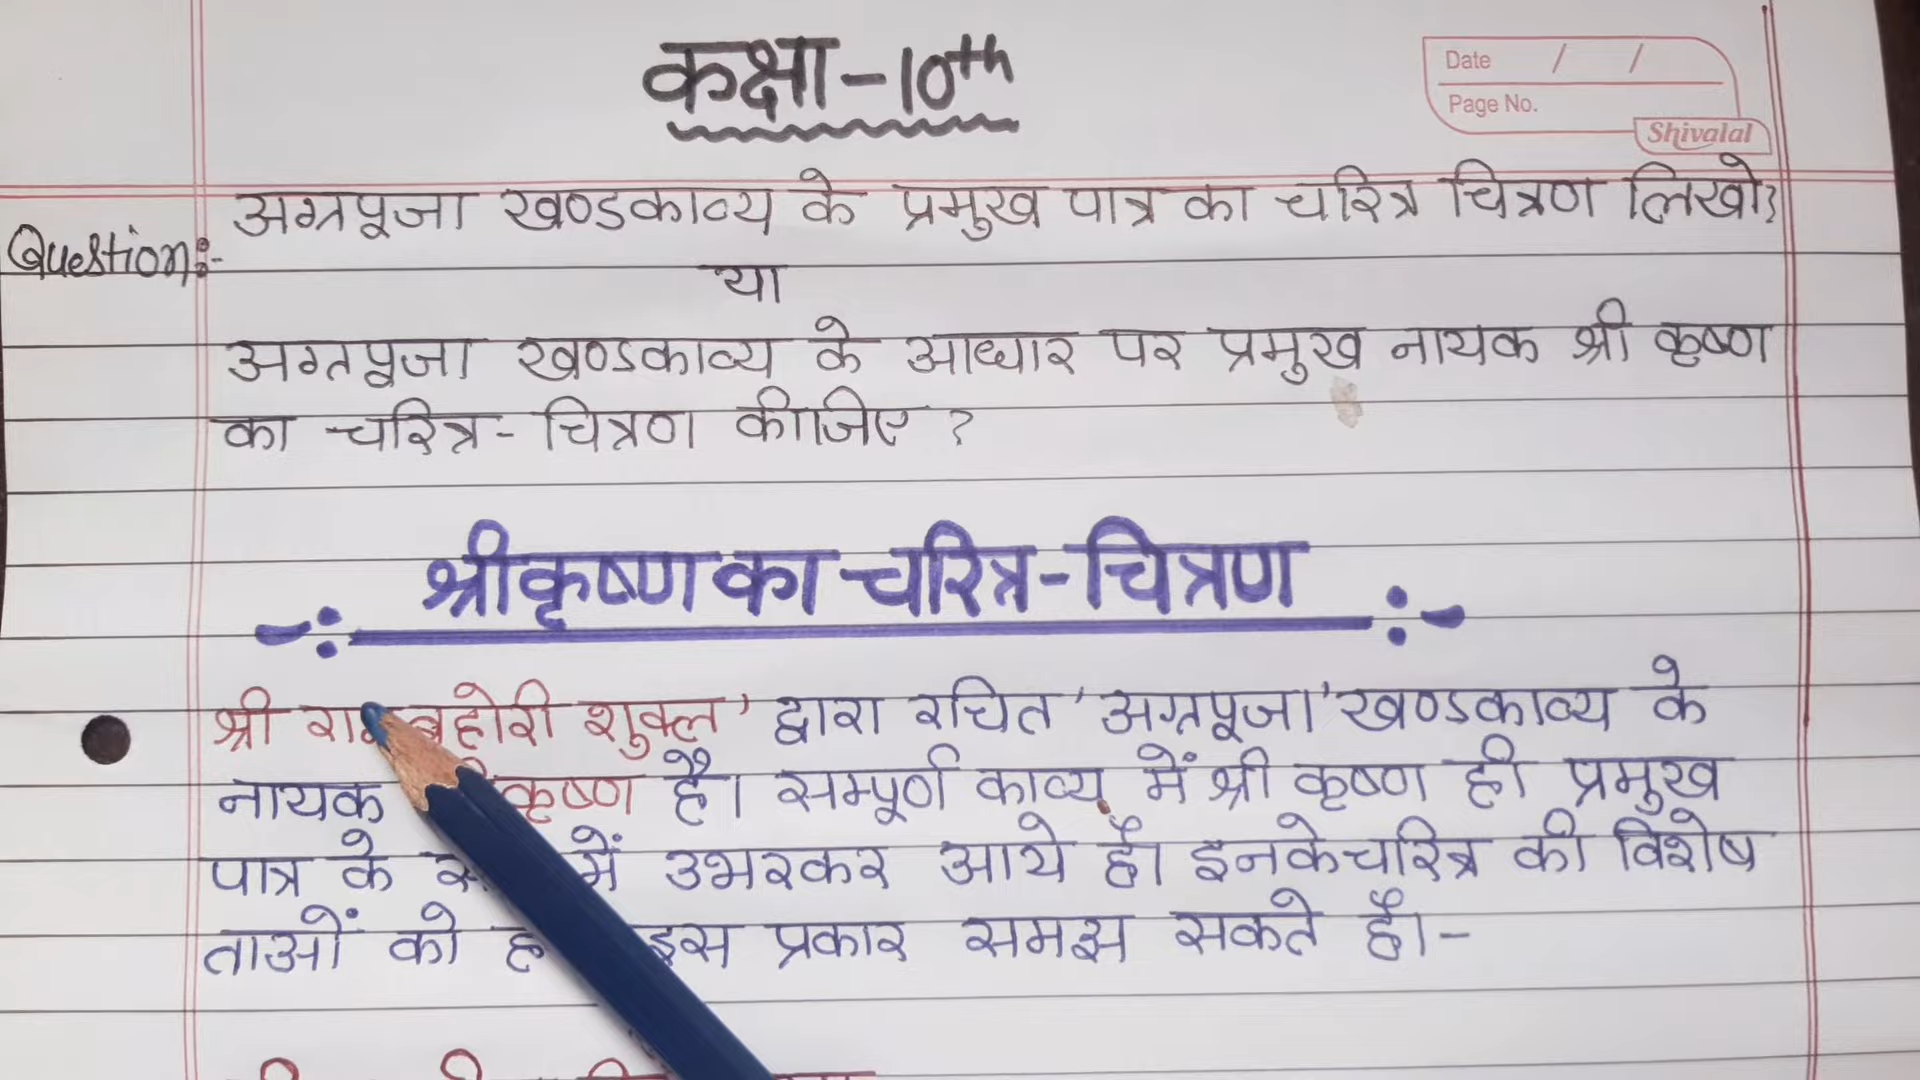 कक्षा - 10th
Date / /
Page No.
Shivalal
अग्रपूजा खण्डकाव्य के प्रमुख पात्र का चरित्र चित्रण लिखो?
Question:-
या
अग्रपूजा खण्डकाव्य के आधार पर प्रमुख नायक श्री कृष्ण
का चरित्र - चित्रण कीजिए ?
-: श्रीकृष्ण का चरित्र-चित्रण :-
श्री शुक्ल' द्वारा रचित 'अग्रपूजा' खण्डकाव्य के
नायक कृष्ण है। सम्पूर्ण काव्य में श्री कृष्ण ही प्रमुख
पात्र के में उभरकर आये है। इनके चरित्र की विशेष
ताओं को इस प्रकार समझ सकते है।-